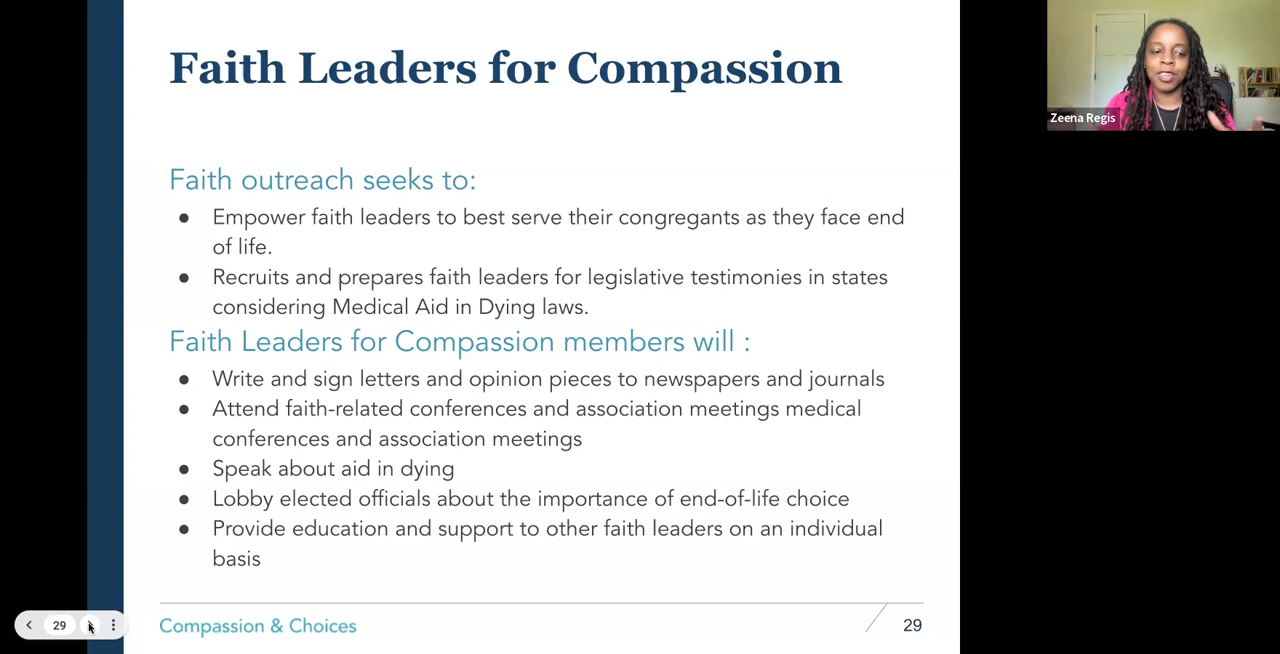 Faith Leaders for Compassion
Zeena Regis
Faith outreach seeks to:
● Empower faith leaders to best serve their congregants as they face end
of life.
● Recruits and prepares faith leaders for legislative testimonies in states
considering Medical Aid in Dying laws.
Faith Leaders for Compassion members will :
● Write and sign letters and opinion pieces to newspapers and journals
● Attend faith-related conferences and association meetings medical
conferences and association meetings
● Speak about aid in dying
● Lobby elected officials about the importance of end-of-life choice
● Provide education and support to other faith leaders on an individual
basis
29
Compassion & Choices
29